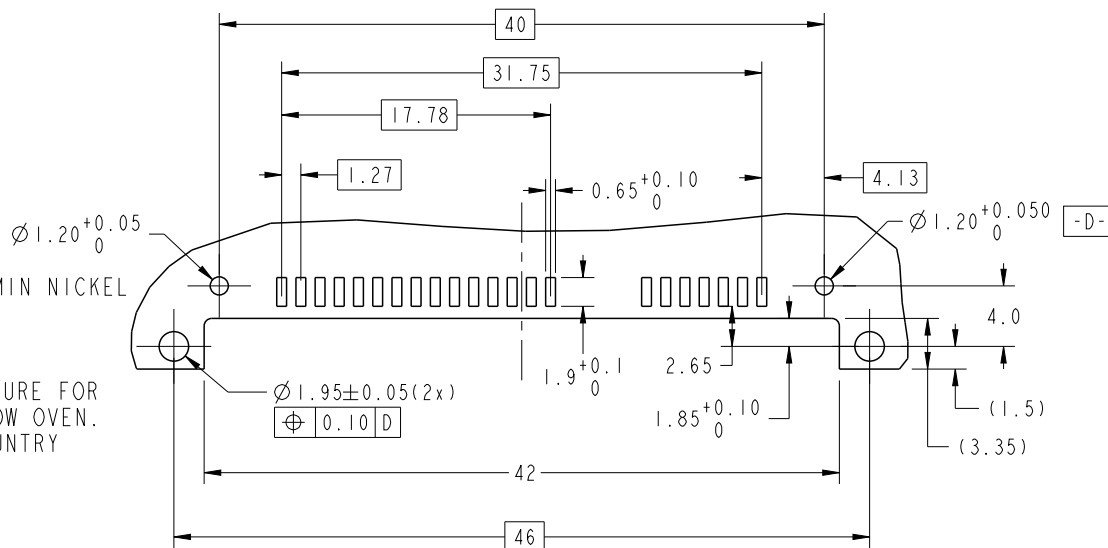 40
31.75
17.78
1.27
0.65+0.10 0
4.13
Ø1.20+0.05 0
Ø1.20+0.050 0
-D-
MIN NICKEL
4.0
1.9+0.1 0
2.65
1.85+0.10 0
URE FOR
OW OVEN.
UNTRY
Ø1.95±0.05(2x)
⌖ 0.10 D
(1.5)
(3.35)
42
46